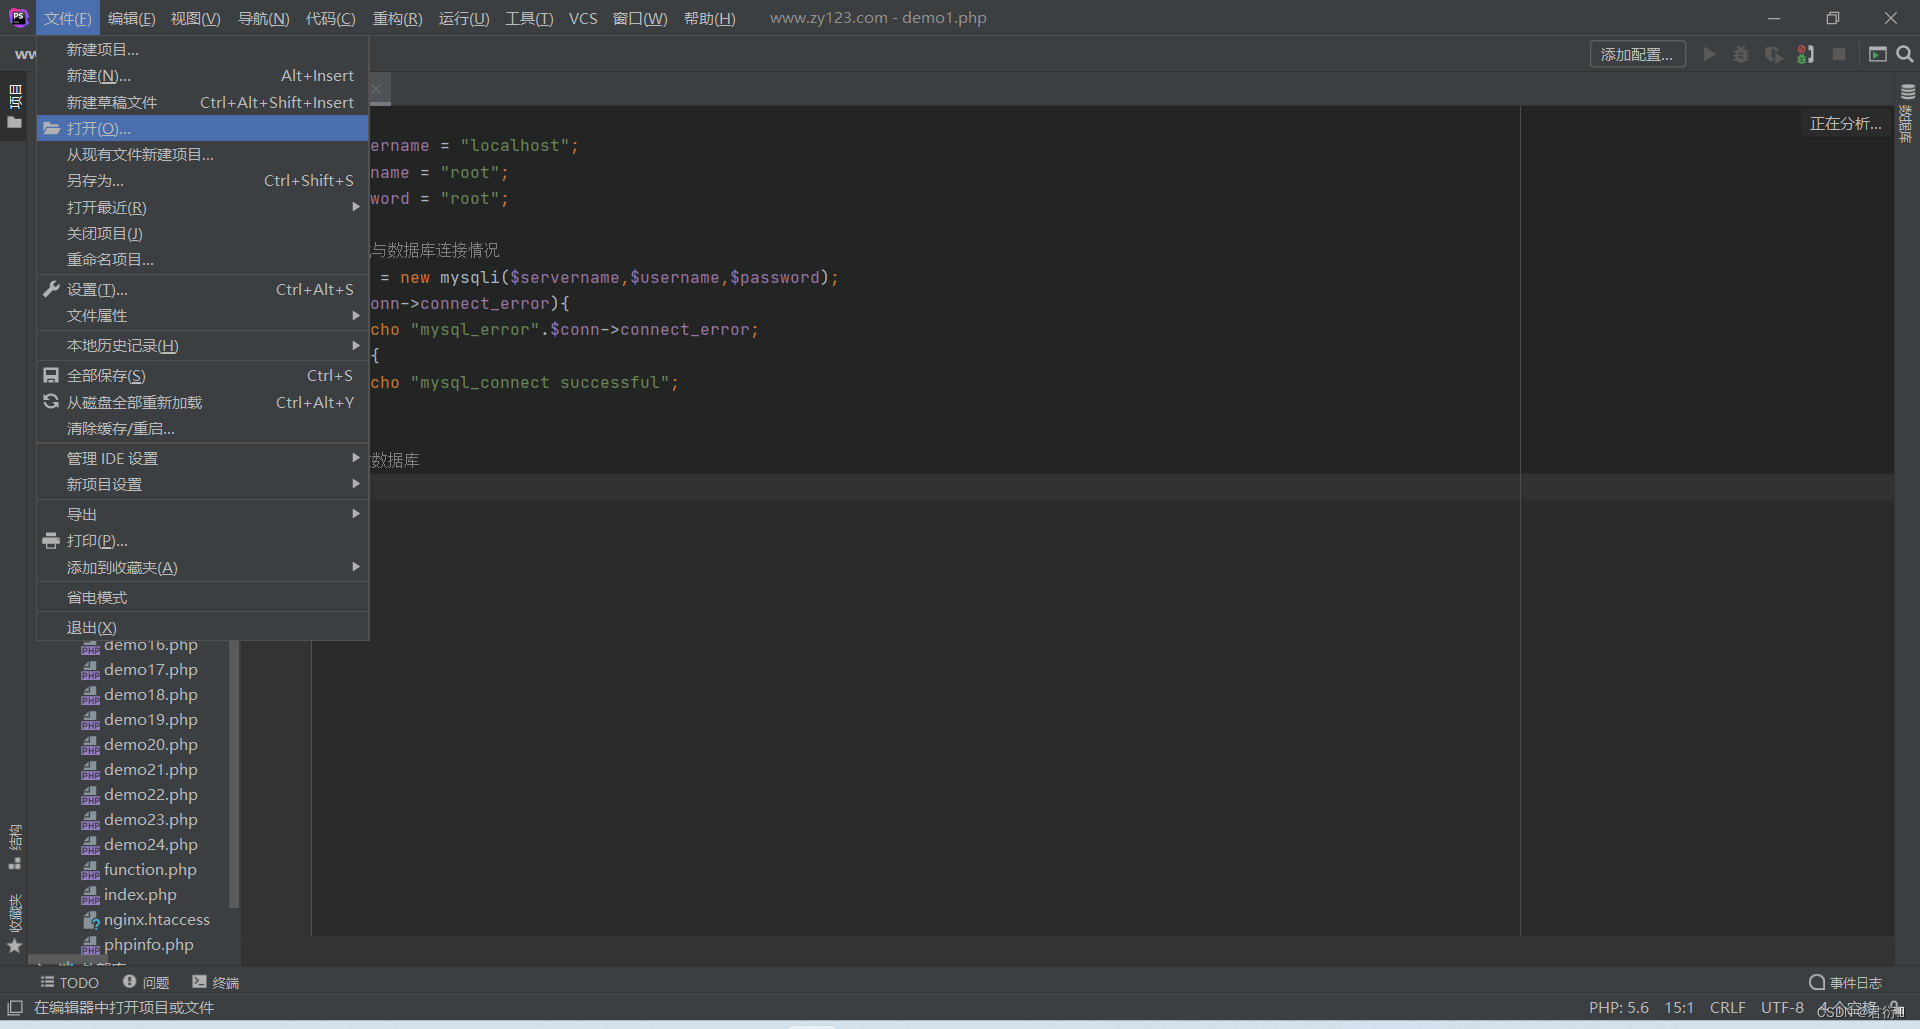 文件(F) 编辑(E) 视图(V) 导航(N) 代码(C) 重构(R) 运行(U) 工具(T) VCS 窗口(W) 帮助(H) www.zy123.com - demo1.php
添加配置...
新建项目...
新建(N)... Alt+Insert
新建草稿文件 Ctrl+Alt+Shift+Insert
打开(O)...
从现有文件新建项目...
另存为... Ctrl+Shift+S
打开最近(R)
关闭项目(J)
重命名项目...
设置(T)... Ctrl+Alt+S
文件属性
本地历史记录(H)
全部保存(S) Ctrl+S
从磁盘全部重新加载 Ctrl+Alt+Y
清除缓存/重启...
管理 IDE 设置
新项目设置
导出
打印(P)...
添加到收藏夹(A)
省电模式
退出(X)
项目
正在分析...
数据库
ername = "localhost";
name = "root";
word = "root";
与数据库连接情况
= new mysqli($servername,$username,$password);
onn->connect_error){
cho "mysql_error".$conn->connect_error;
{
cho "mysql_connect successful";
数据库
demo16.php
demo17.php
demo18.php
demo19.php
demo20.php
demo21.php
demo22.php
demo23.php
demo24.php
function.php
index.php
nginx.htaccess
phpinfo.php
结构
收藏夹
TODO 问题 终端 事件日志
在编辑器中打开项目或文件 PHP: 5.6 15:1 CRLF UTF-8 4 个空格